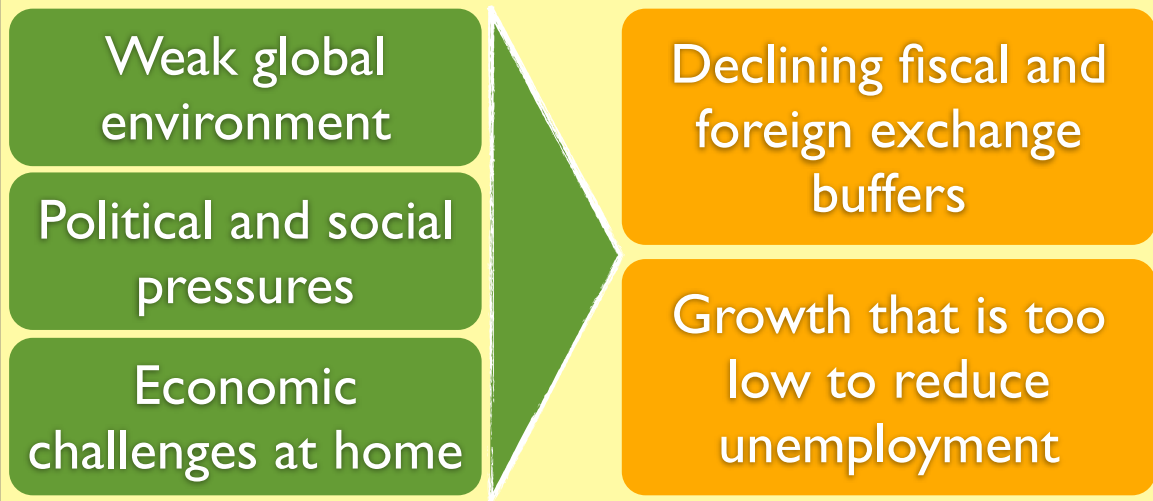 Weak global
environment
Political and social
pressures
Economic
challenges at home
Declining fiscal and
foreign exchange
buffers
Growth that is too
low to reduce
unemployment